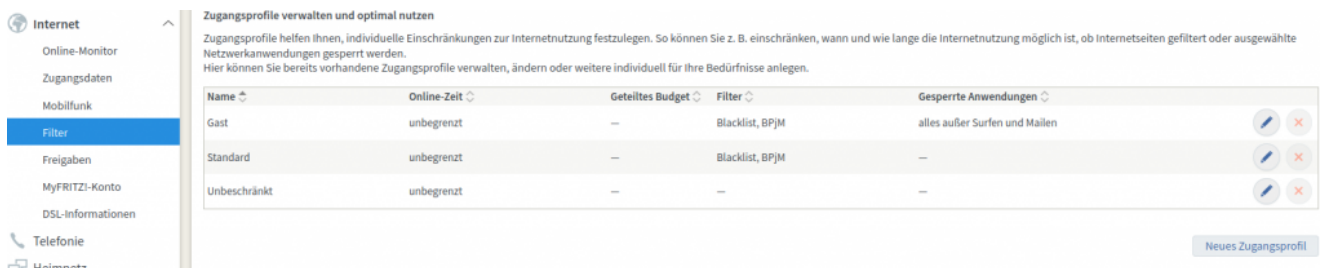 Internet
Online-Monitor
Zugangsdaten
Mobilfunk
Filter
Freigaben
MyFRITZ!-Konto
DSL-Informationen
Telefonie
Heimnetz
Zugangsprofile verwalten und optimal nutzen
Zugangsprofile helfen Ihnen, individuelle Einschränkungen zur Internetnutzung festzulegen. So können Sie z. B. einschränken, wann und wie lange die Internetnutzung möglich ist, ob Internetseiten gefiltert oder ausgewählte
Netzwerkanwendungen gesperrt werden.
Hier können Sie bereits vorhandene Zugangsprofile verwalten, ändern oder weitere individuell für Ihre Bedürfnisse anlegen.
Name Online-Zeit Geteiltes Budget Filter Gesperrte Anwendungen
Gast unbegrenzt — Blacklist, BPjM alles außer Surfen und Mailen
Standard unbegrenzt — Blacklist, BPjM —
Unbeschränkt unbegrenzt — — —
Neues Zugangsprofil